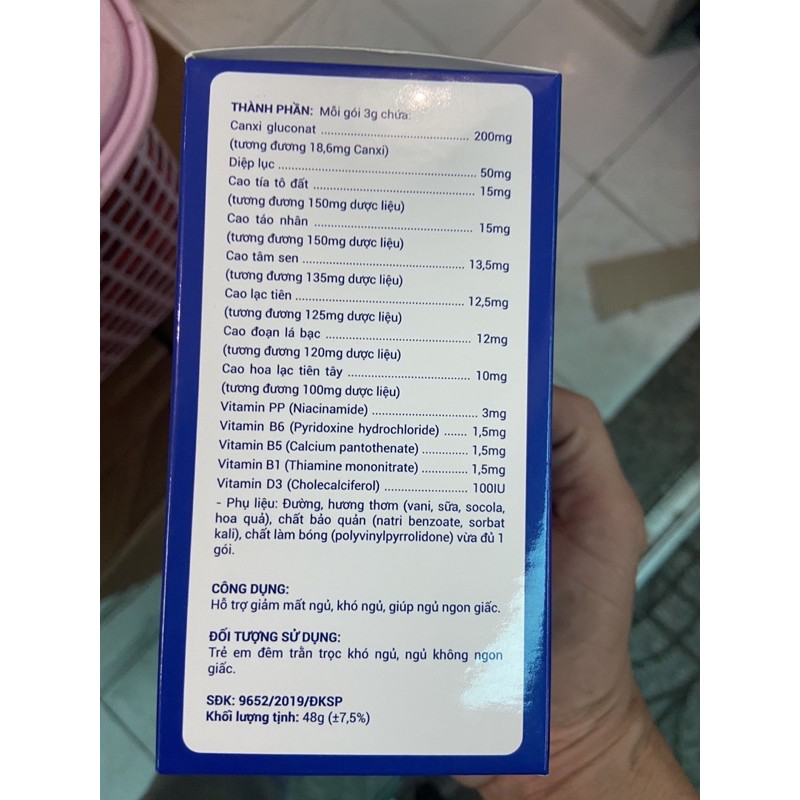 THÀNH PHẦN: Mỗi gói 3g chứa:
Canxi gluconat ........ 200mg
(tương đương 18,6mg Canxi)
Diệp lục ........ 50mg
Cao tía tô đất ........ 15mg
(tương đương 150mg dược liệu)
Cao táo nhân ........ 15mg
(tương đương 150mg dược liệu)
Cao tâm sen ........ 13,5mg
(tương đương 135mg dược liệu)
Cao lạc tiên ........ 12,5mg
(tương đương 125mg dược liệu)
Cao đoạn lá bạc ........ 12mg
(tương đương 120mg dược liệu)
Cao hoa lạc tiên tây ........ 10mg
(tương đương 100mg dược liệu)
Vitamin PP (Niacinamide) ........ 3mg
Vitamin B6 (Pyridoxine hydrochloride) ....... 1,5mg
Vitamin B5 (Calcium pantothenate) ........ 1,5mg
Vitamin B1 (Thiamine mononitrate) ........ 1,5mg
Vitamin D3 (Cholecalciferol) ........ 100IU
- Phụ liệu: Đường, hương thơm (vani, sữa, socola,
hoa quả), chất bảo quản (natri benzoate, sorbat
kali), chất làm bóng (polyvinylpyrrolidone) vừa đủ 1
gói.
CÔNG DỤNG:
Hỗ trợ giảm mất ngủ, khó ngủ, giúp ngủ ngon giấc.
ĐỐI TƯỢNG SỬ DỤNG:
Trẻ em đêm trằn trọc khó ngủ, ngủ không ngon
giấc.
SĐK: 9652/2019/ĐKSP
Khối lượng tịnh: 48g (±7,5%)